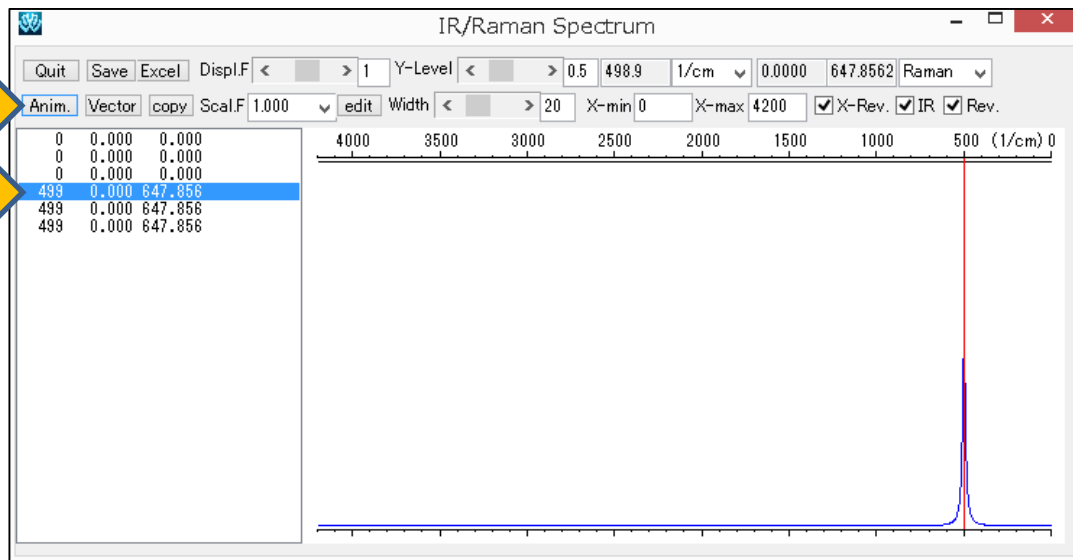 IR/Raman Spectrum
Quit Save Excel Displ.F 1 Y-Level 0.5 498.9 1/cm 0.0000 647.8562 Raman
Anim. Vector copy Scal.F 1.000 edit Width 20 X-min 0 X-max 4200 X-Rev. IR Rev.
0 0.000 0.000
0 0.000 0.000
0 0.000 0.000
499 0.000 647.856
499 0.000 647.856
499 0.000 647.856
4000 3500 3000 2500 2000 1500 1000 500 (1/cm) 0